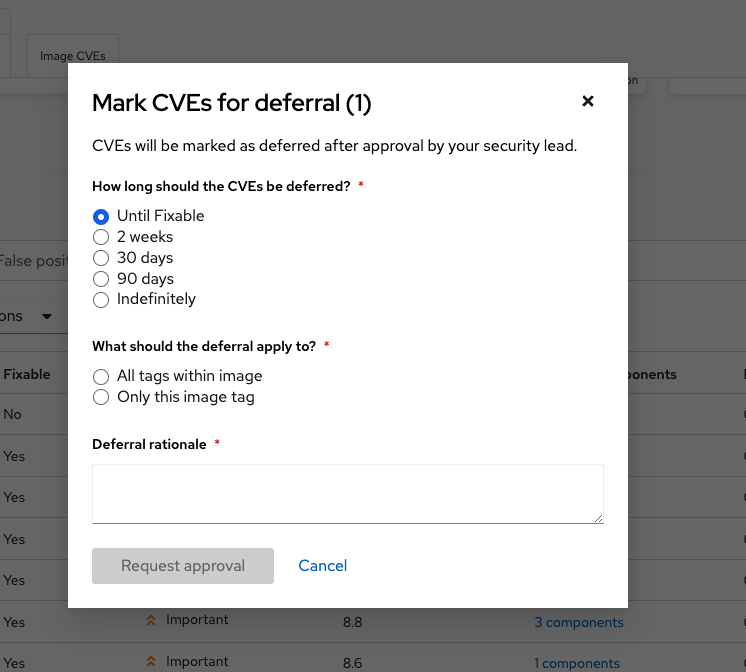 Image CVEs
on
Mark CVEs for deferral (1)
CVEs will be marked as deferred after approval by your security lead.
How long should the CVEs be deferred? *
Until Fixable
2 weeks
30 days
90 days
Indefinitely
What should the deferral apply to? *
All tags within image
Only this image tag
Deferral rationale *
Request approval Cancel
False posit
ons
Fixable ponents
No
Yes
Yes
Yes
Yes
Yes Important 8.8 3 components
Yes Important 8.6 1 components